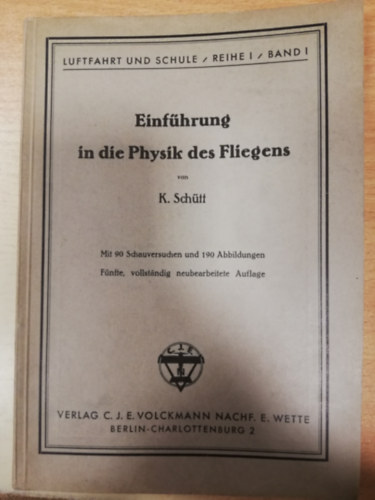 LUFTFAHRT UND SCHULE / REIHE I / BAND I
Einführung
in die Physik des Fliegens
von
K. Schütt
Mit 90 Schauversuchen und 190 Abbildungen
Fünfte, vollständig neubearbeitete Auflage
VERLAG C. J. E. VOLCKMANN NACHF. E. WETTE
BERLIN-CHARLOTTENBURG 2